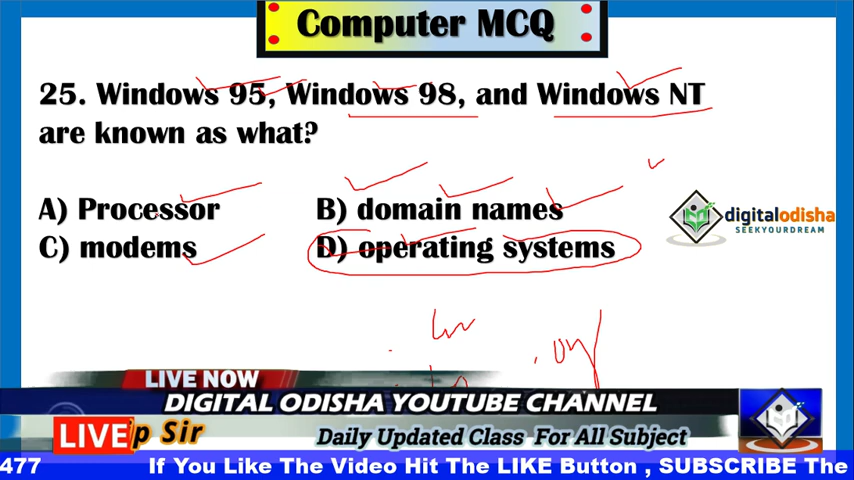 Computer MCQ
25. Windows 95, Windows 98, and Windows NT
are known as what?
A) Processor
B) domain names
C) modems
D) operating systems
digitalodisha
SEEKYOURDREAM
.org
LIVE NOW
DIGITAL ODISHA YOUTUBE CHANNEL
LIVE
p Sir
Daily Updated Class For All Subject
477
If You Like The Video Hit The LIKE Button , SUBSCRIBE The